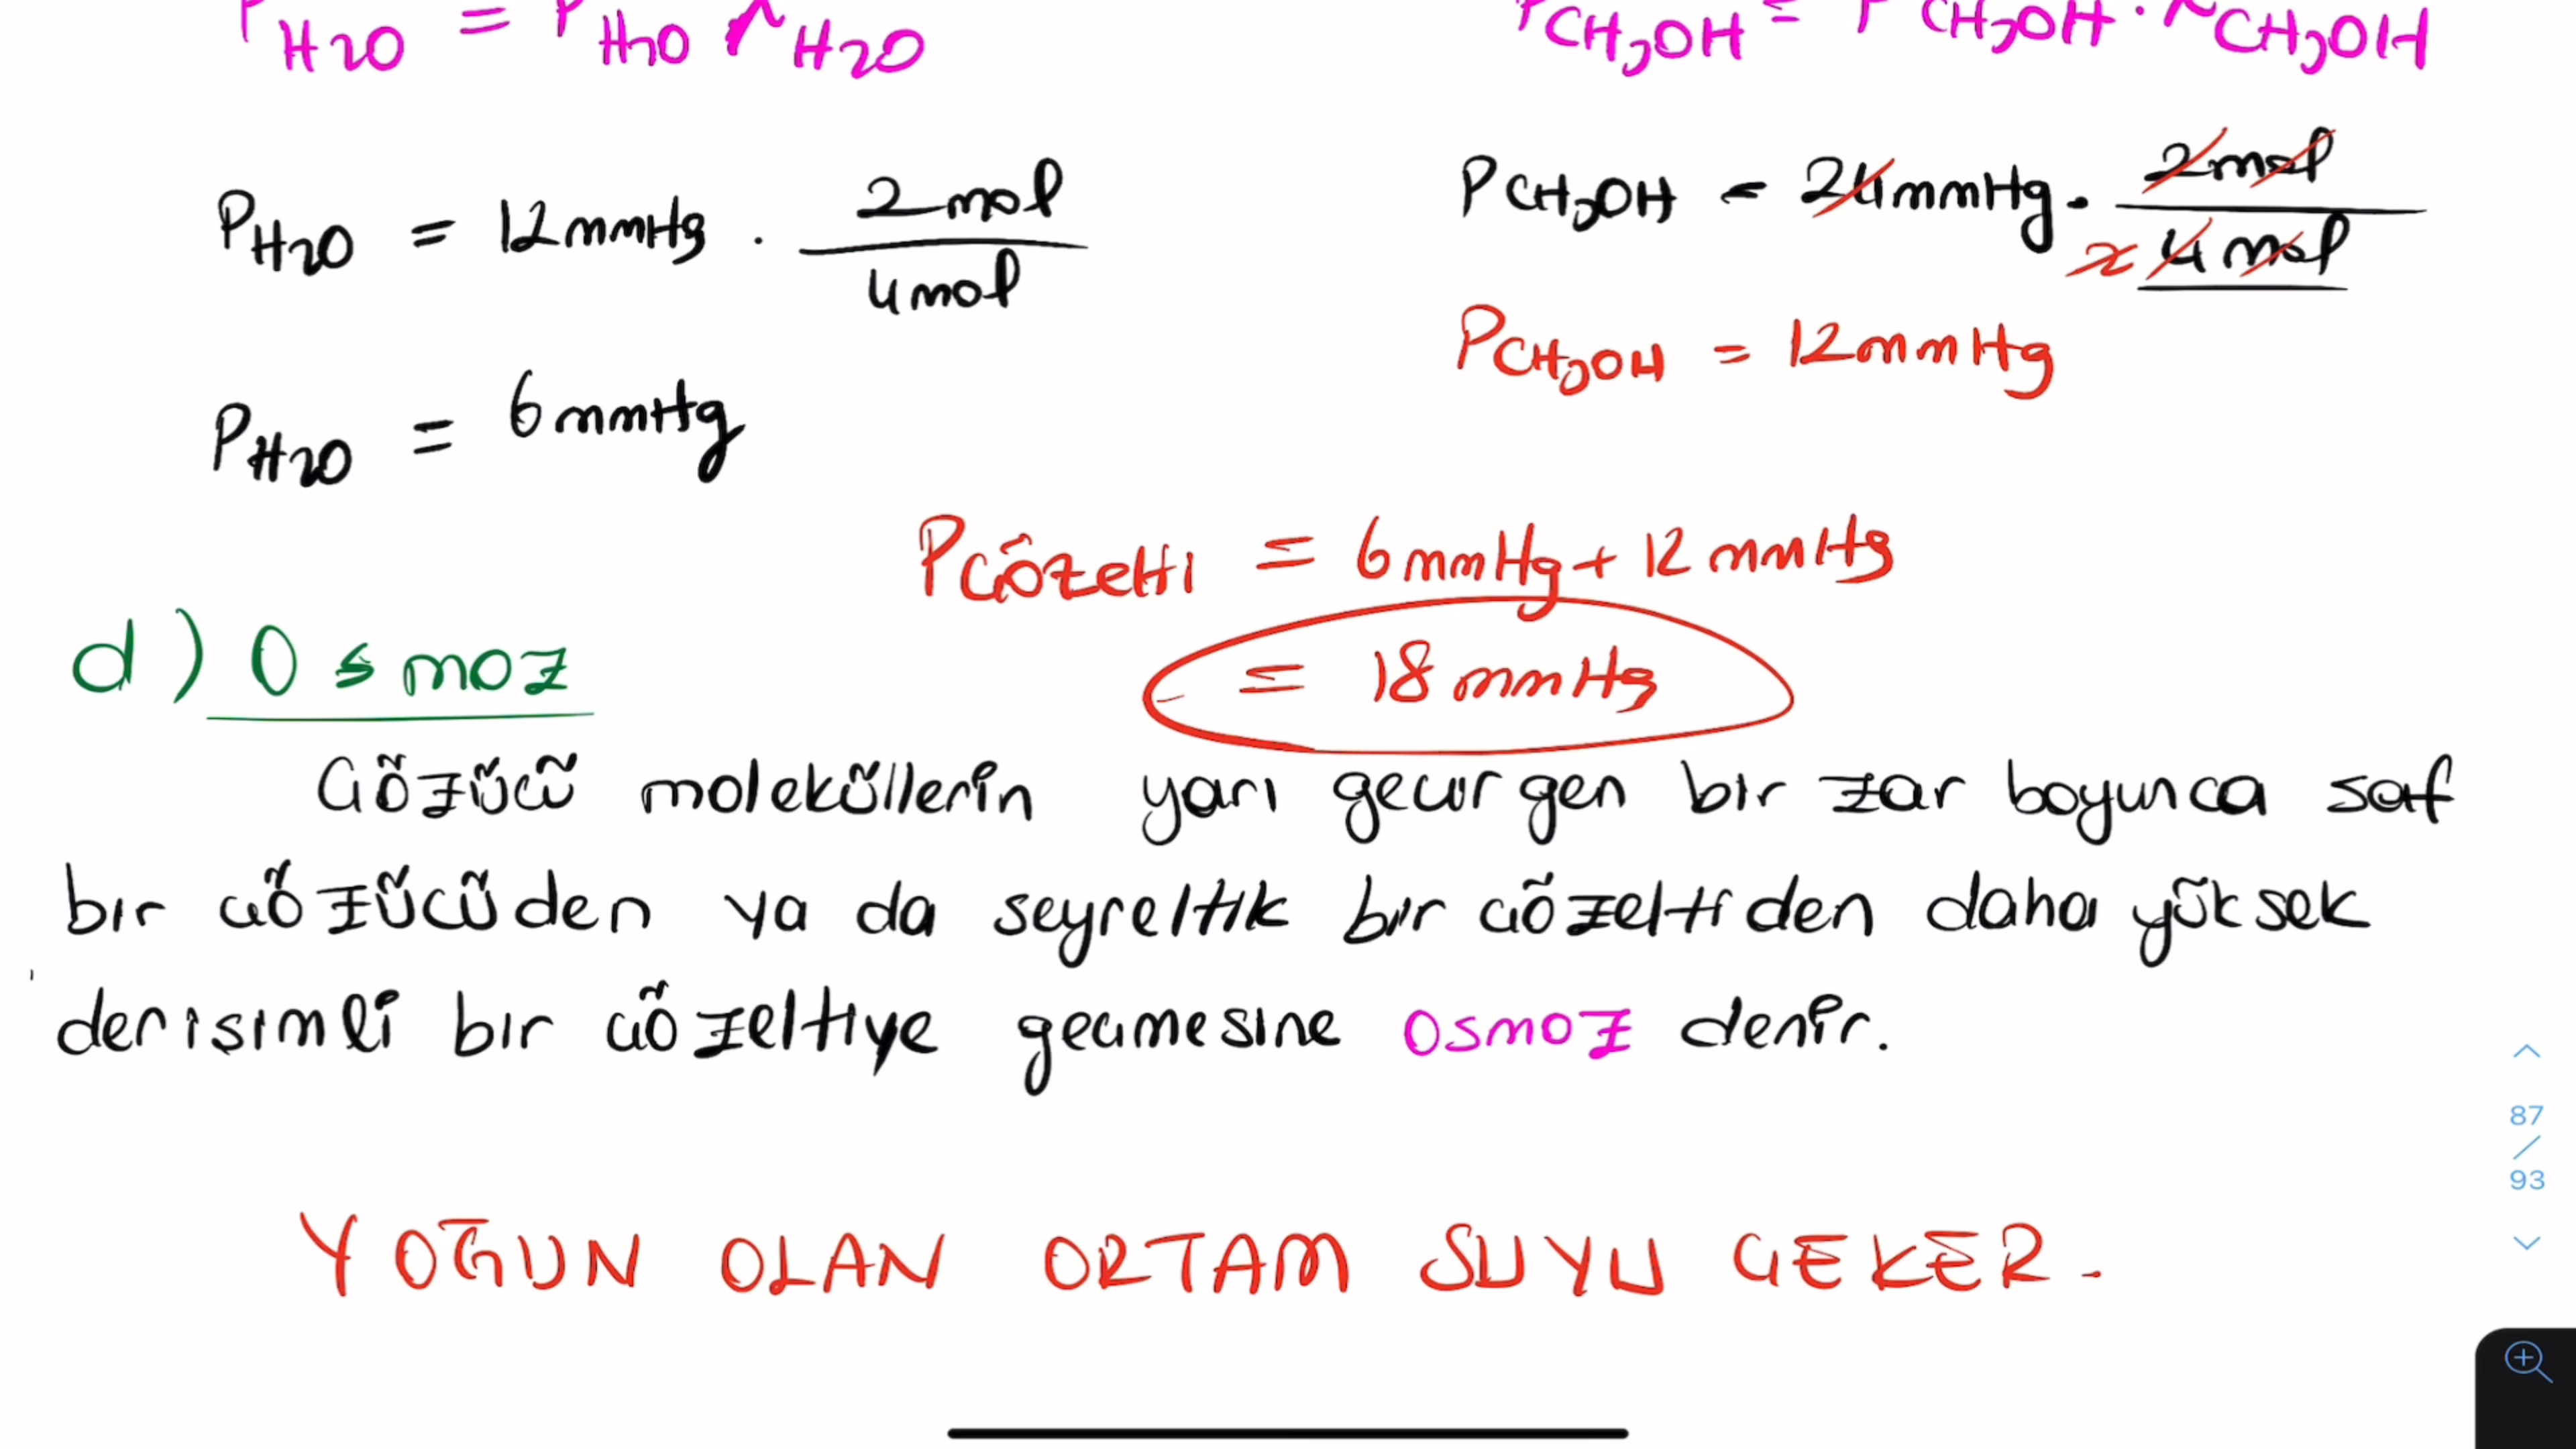 P H2O = P H2O X H2O
P CH3OH = P CH3OH . X CH3OH
P H2O = 12 mmHg . 2 mol / 4 mol
P CH3OH = 24 mmHg . 2 mol / 4 mol 2
P CH3OH = 12 mmHg
P H2O = 6 mmHg
P çözelti = 6 mmHg + 12 mmHg
= 18 mmHg
d) Osmoz
Çözücü moleküllerin yarı geçirgen bir zar boyunca saf
bir çözücüden ya da seyreltik bir çözeltiden daha yüksek
derişimli bir çözeltiye geçmesine osmoz denir.
YOĞUN OLAN ORTAM SUYU ÇEKER.
87
/
93